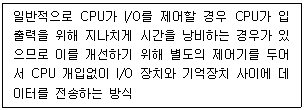 일반적으로 CPU가 I/O를 제어할 경우 CPU가 입
출력을 위해 지나치게 시간을 낭비하는 경우가 있
으므로 이를 개선하기 위해 별도의 제어기를 두어
서 CPU 개입없이 I/O 장치와 기억장치 사이에 데
이터를 전송하는 방식